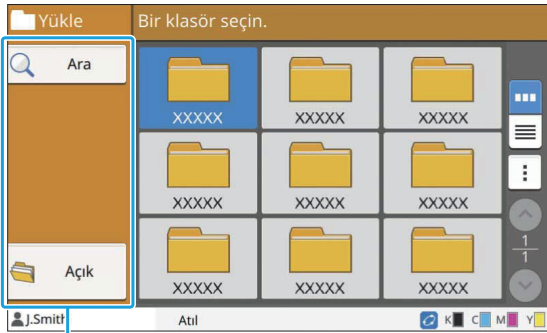 Yükle
Bir klasör seçin.
Ara
XXXXX XXXXX XXXXX
XXXXX XXXXX XXXXX
1
1
Açık
XXXXX XXXXX XXXXX
J.Smith
Atıl
K C M Y